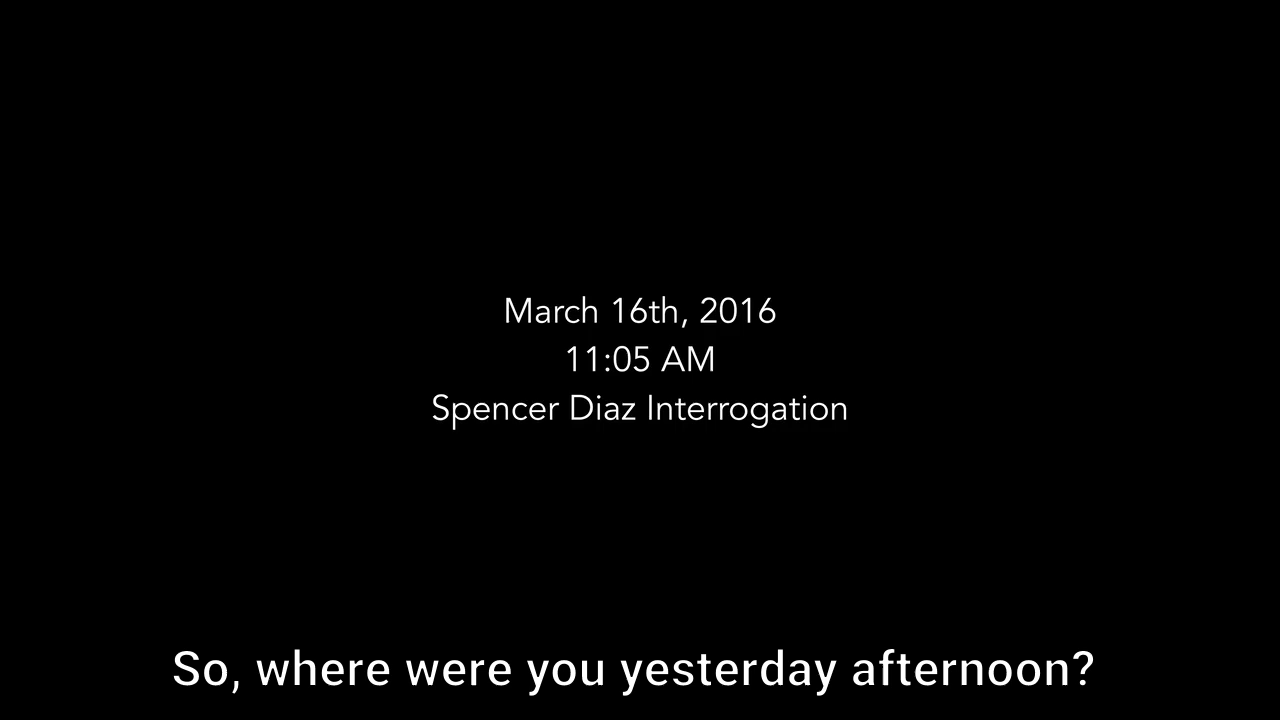 March 16th, 2016
11:05 AM
Spencer Diaz Interrogation
So, where were you yesterday afternoon?